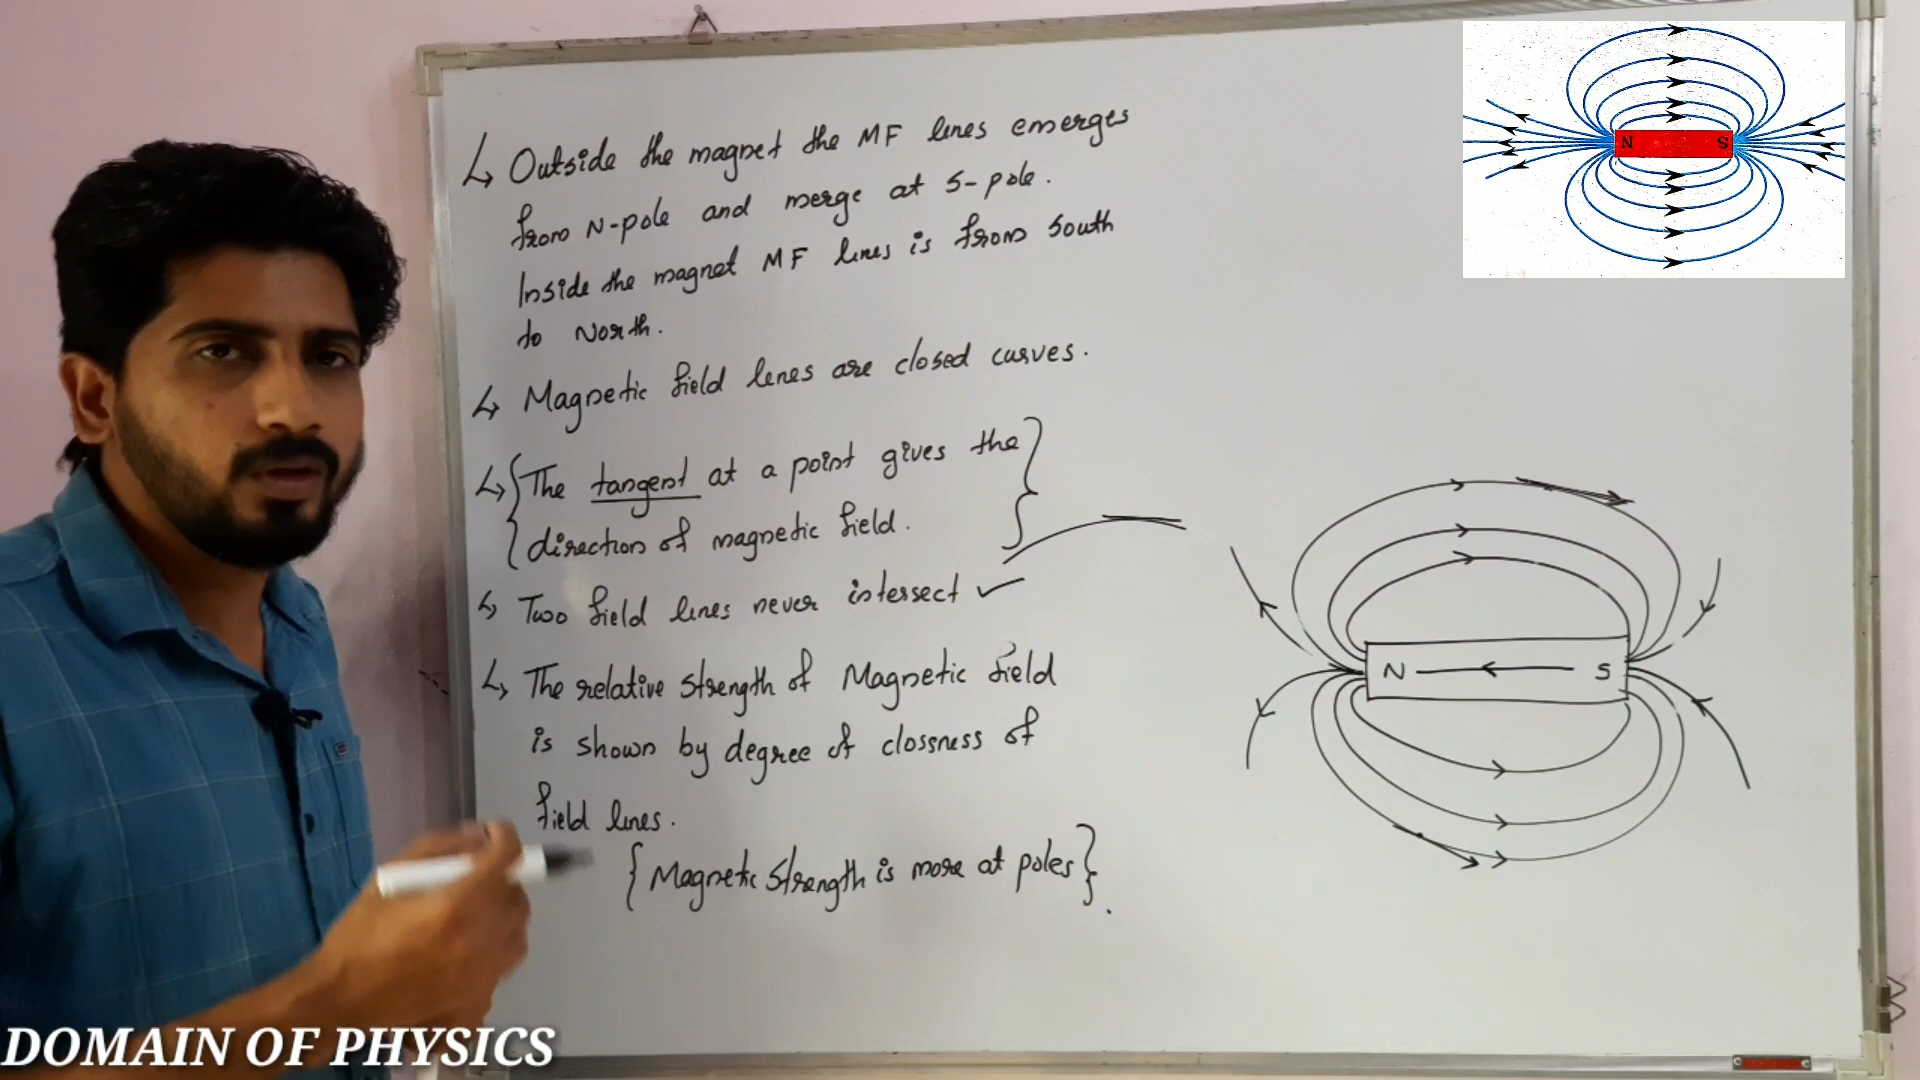 ↳ Outside the magnet the MF lines emerges
from N-pole and merge at S-pole.
Inside the magnet MF lines is from South
to North.
↳ Magnetic field lines are closed curves.
↳ {The tangent at a point gives the
direction of magnetic field.}
↳ Two field lines never intersect ✓
↳ The relative strength of Magnetic field
is shown by degree of clossness of
field lines.
{Magnetic Strength is more at poles}.
N S
N S
DOMAIN OF PHYSICS